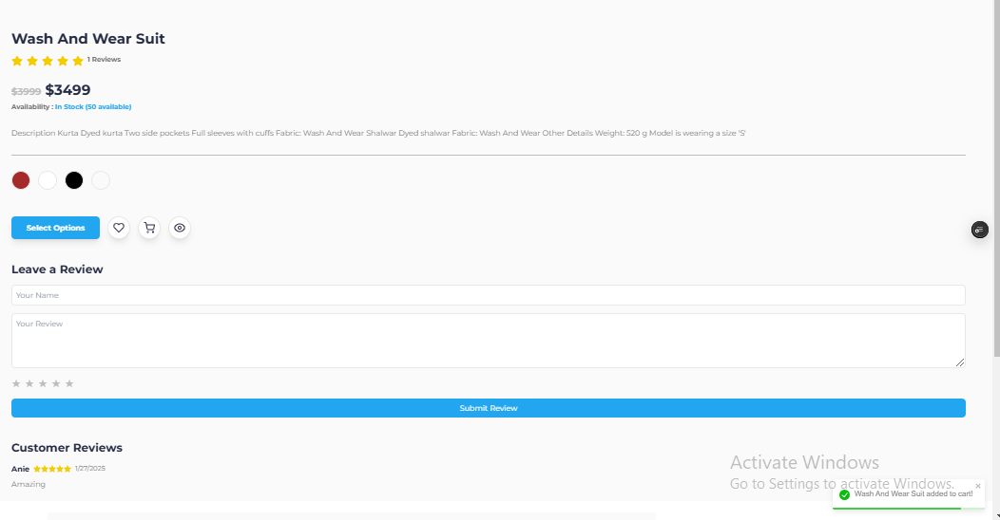 Wash And Wear Suit
1 Reviews
$3999 $3499
Availability : In Stock (50 available)
Description Kurta Dyed kurta Two side pockets Full sleeves with cuffs Fabric: Wash And Wear Shalwar Dyed shalwar Fabric: Wash And Wear Other Details Weight: 520 g Model is wearing a size 'S'
Select Options
Leave a Review
Your Name
Your Review
Submit Review
Customer Reviews
Anie 1/27/2025
Amazing
Activate Windows
Go to Settings to activate Windows.
Wash And Wear Suit added to cart!